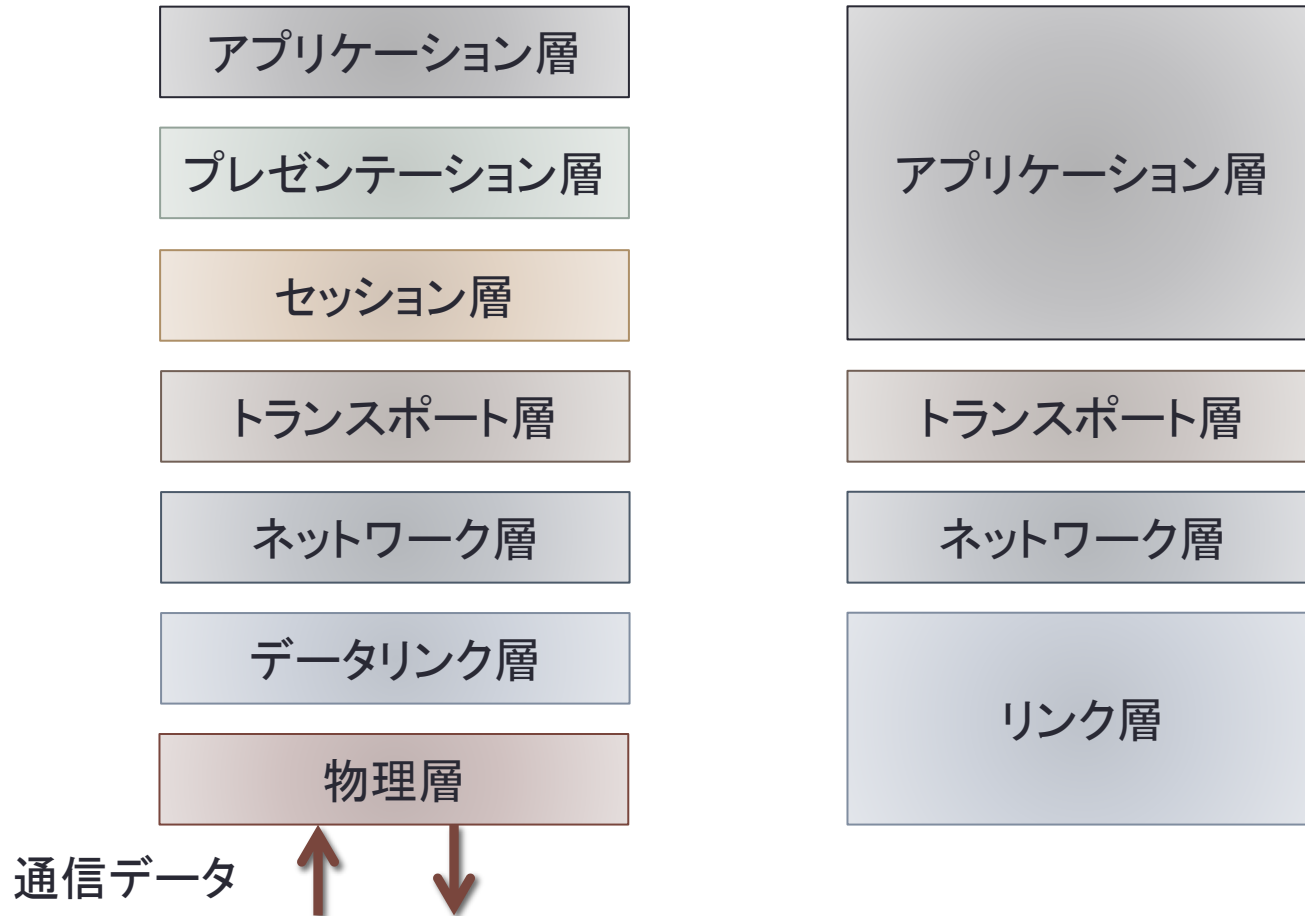 アプリケーション層
プレゼンテーション層
セッション層
トランスポート層
ネットワーク層
データリンク層
物理層
通信データ
アプリケーション層
トランスポート層
ネットワーク層
リンク層